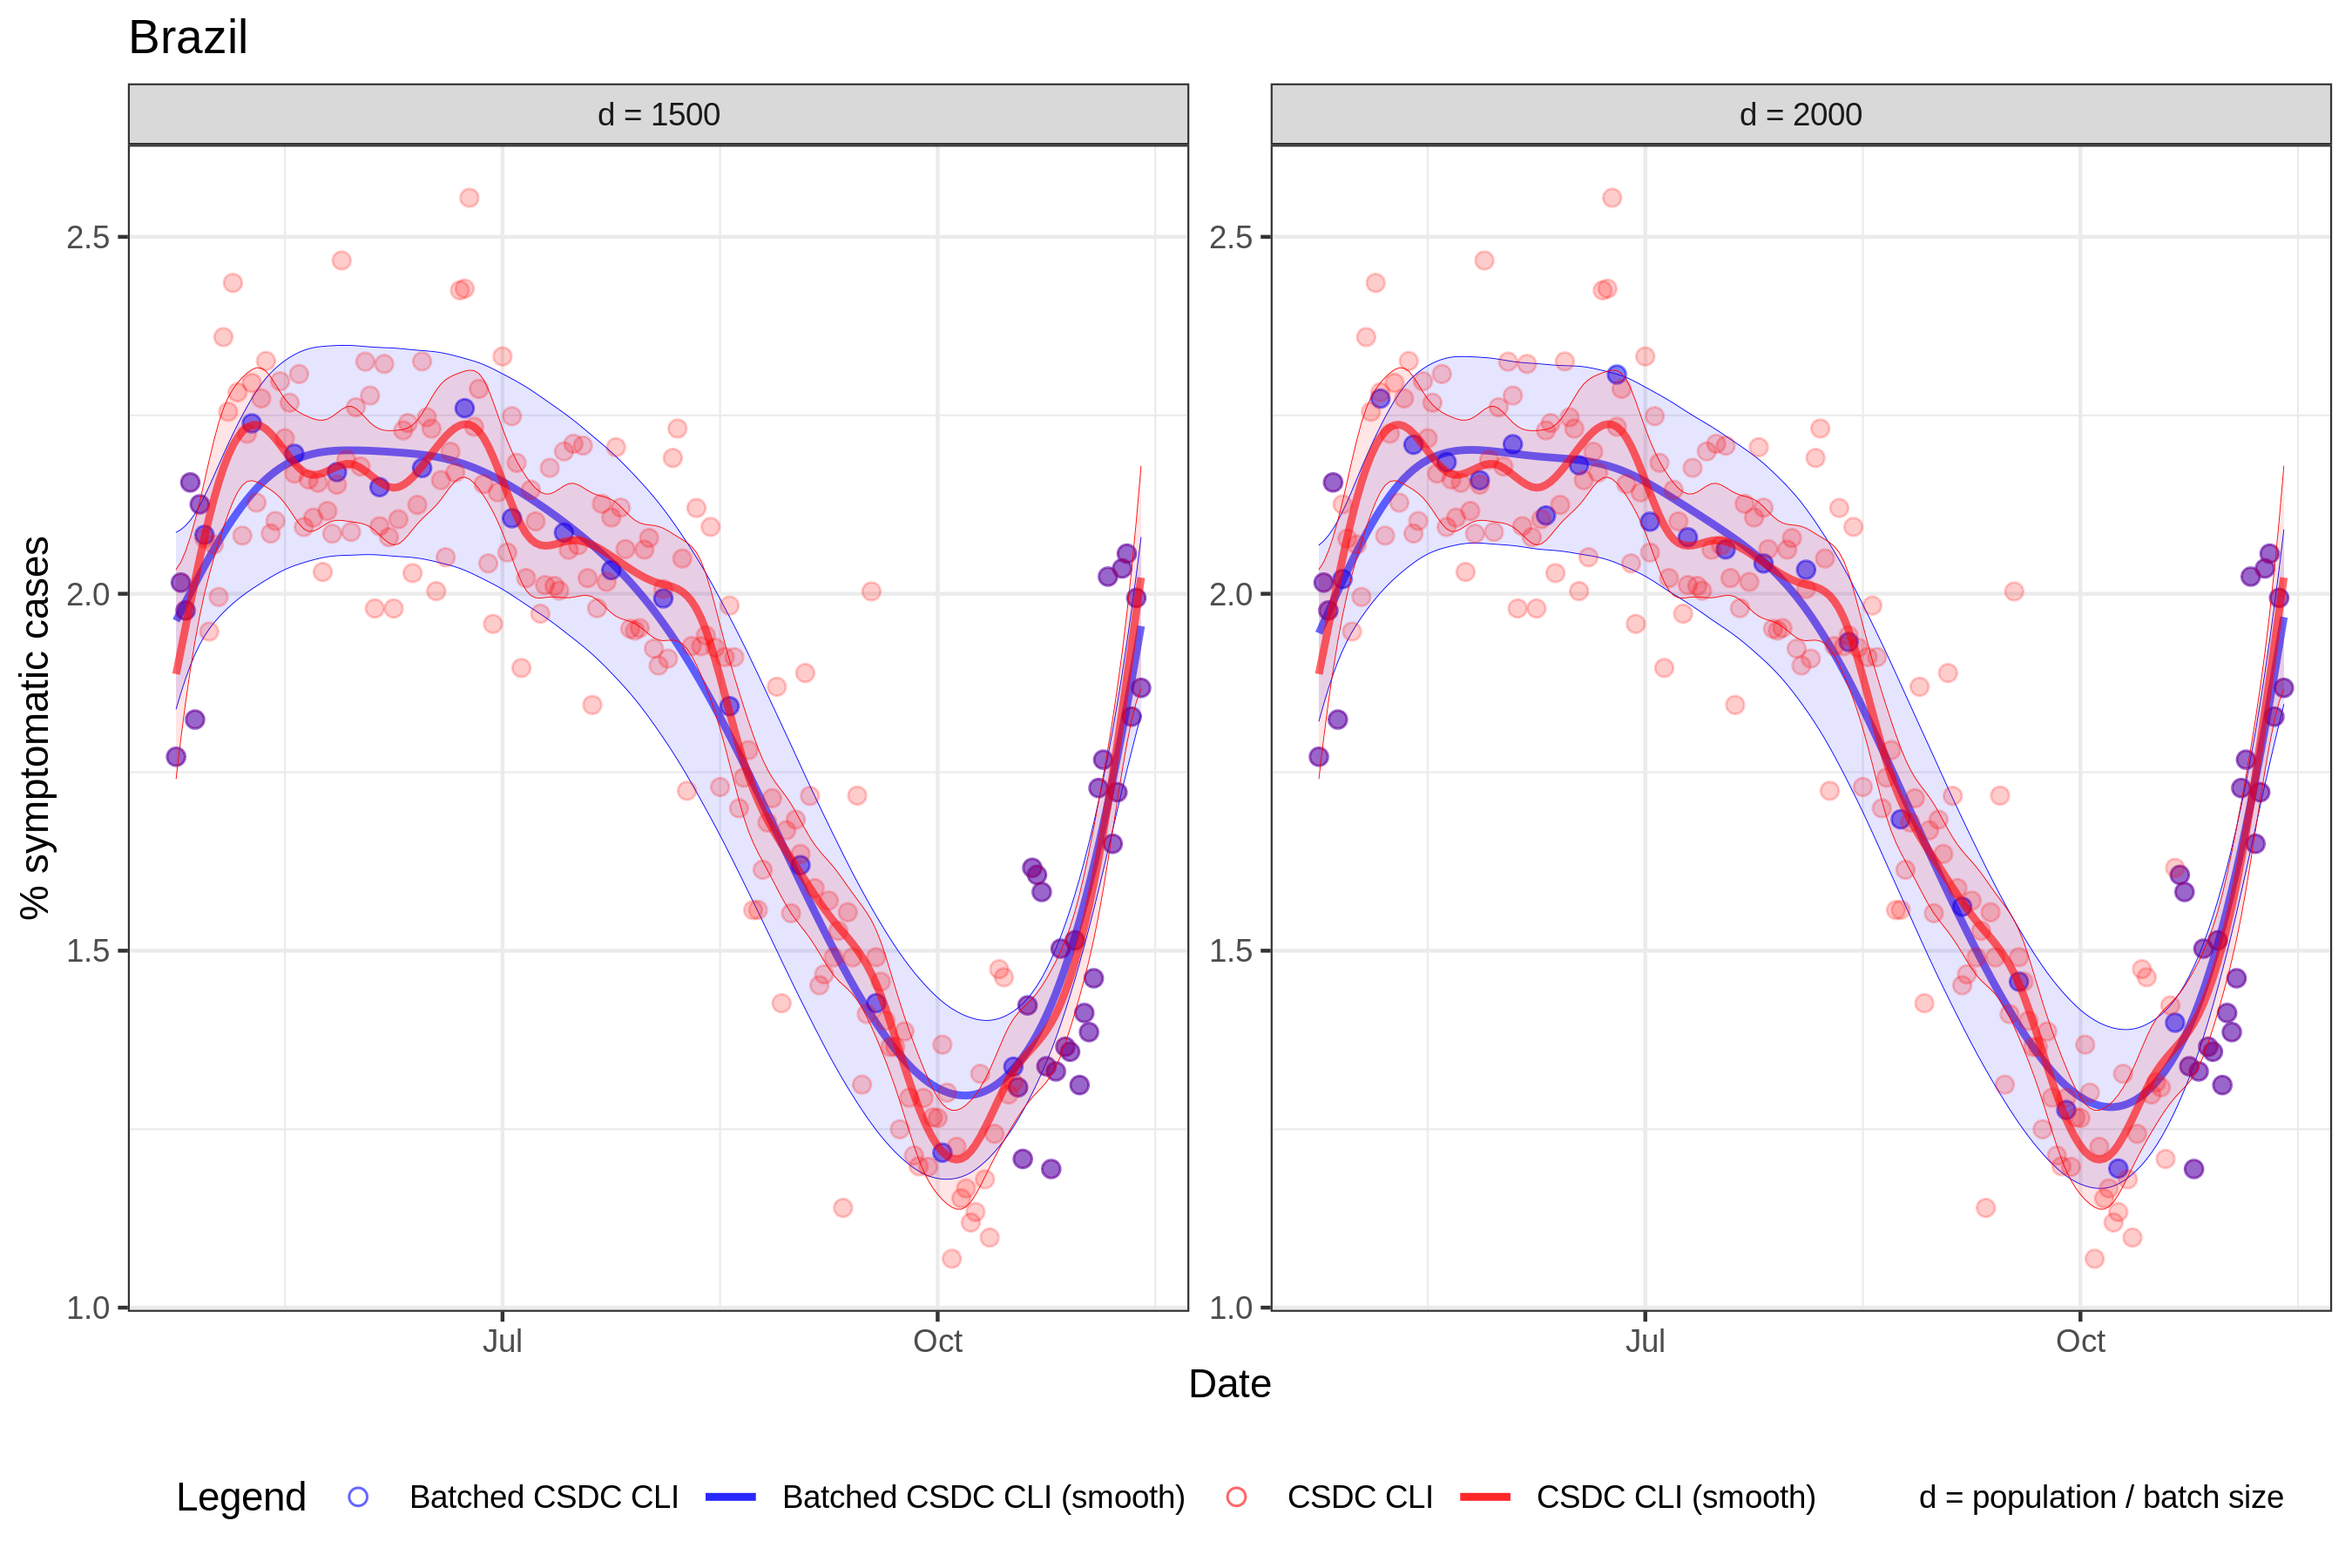 Brazil
d = 1500
d = 2000
% symptomatic cases
2.5
2.0
1.5
1.0
2.5
2.0
1.5
1.0
Jul
Oct
Jul
Oct
Date
Legend
Batched CSDC CLI
Batched CSDC CLI (smooth)
CSDC CLI
CSDC CLI (smooth)
d = population / batch size